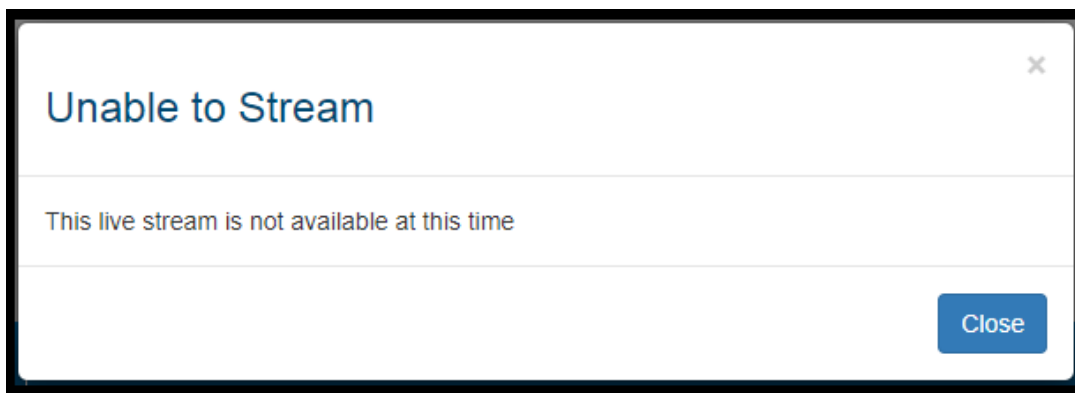 ×
Unable to Stream
This live stream is not available at this time
Close